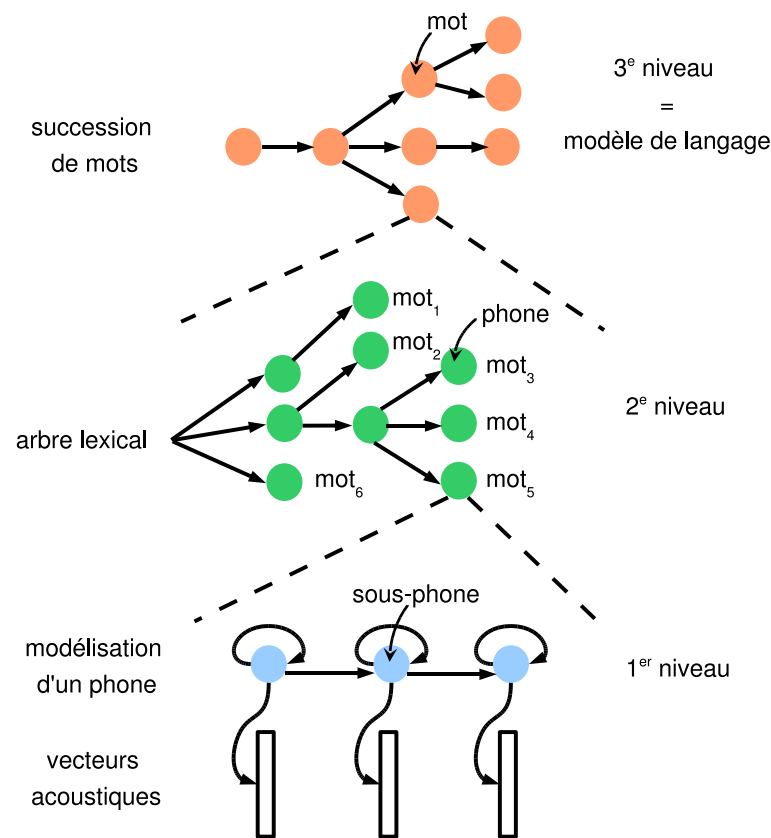 mot
3e niveau
=
modèle de langage
succession
de mots
mot1
phone
mot2
mot3
2e niveau
arbre lexical
mot4
mot6
mot5
sous-phone
modélisation
d'un phone
1er niveau
vecteurs
acoustiques